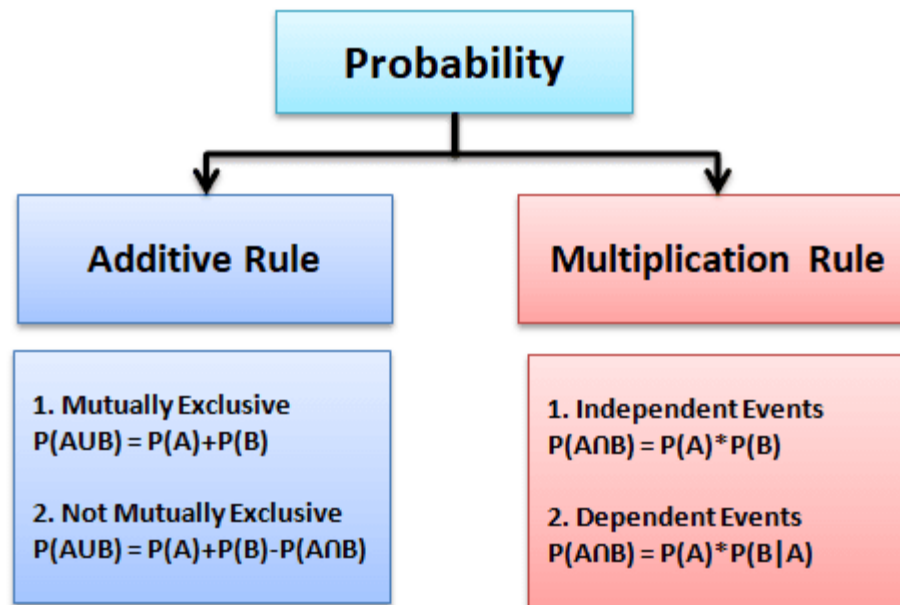 Probability
Additive Rule
1. Mutually Exclusive
P(AUB) = P(A)+P(B)
2. Not Mutually Exclusive
P(AUB) = P(A)+P(B)-P(A∩B)
Multiplication Rule
1. Independent Events
P(A∩B) = P(A)*P(B)
2. Dependent Events
P(A∩B) = P(A)*P(B|A)